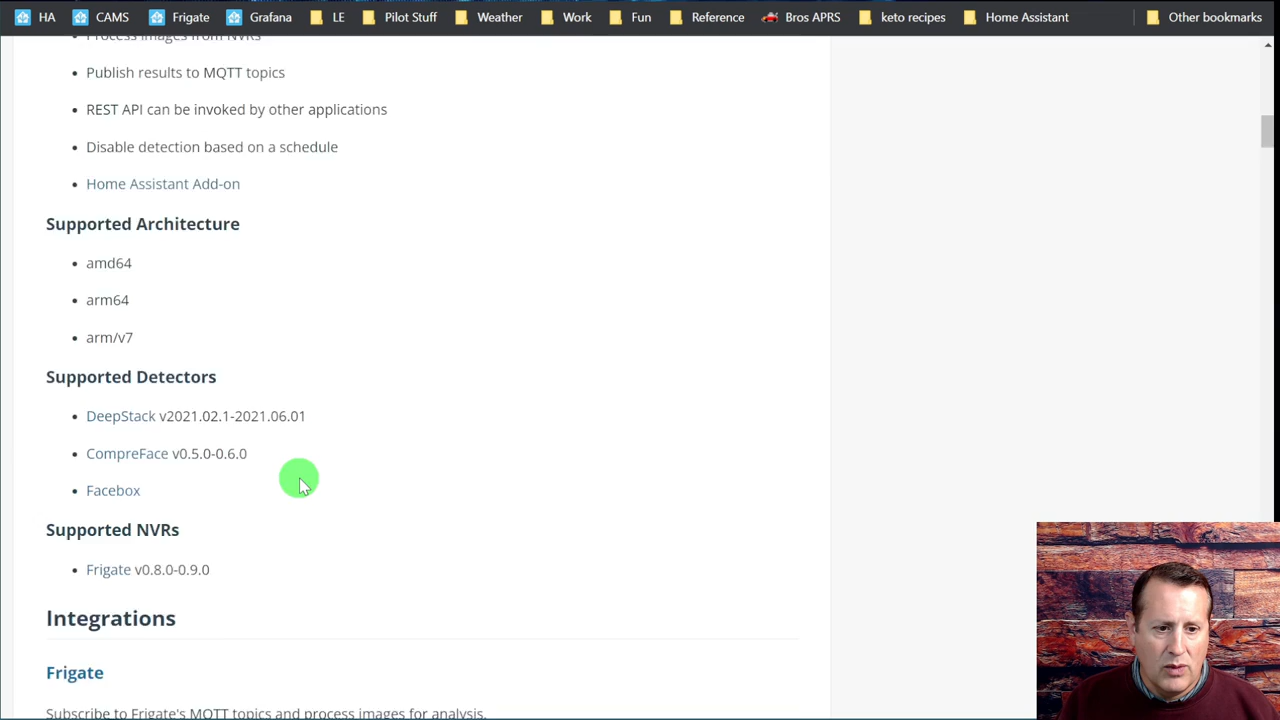 HA CAMS Frigate Grafana LE Pilot Stuff Weather Work Fun Reference Bros APRS keto recipes Home Assistant Other bookmarks
Process images from NVRs
Publish results to MQTT topics
REST API can be invoked by other applications
Disable detection based on a schedule
Home Assistant Add-on
Supported Architecture
amd64
arm64
arm/v7
Supported Detectors
DeepStack v2021.02.1-2021.06.01
CompreFace v0.5.0-0.6.0
Facebox
Supported NVRs
Frigate v0.8.0-0.9.0
Integrations
Frigate
Subscribe to Frigate's MQTT topics and process images for analysis.